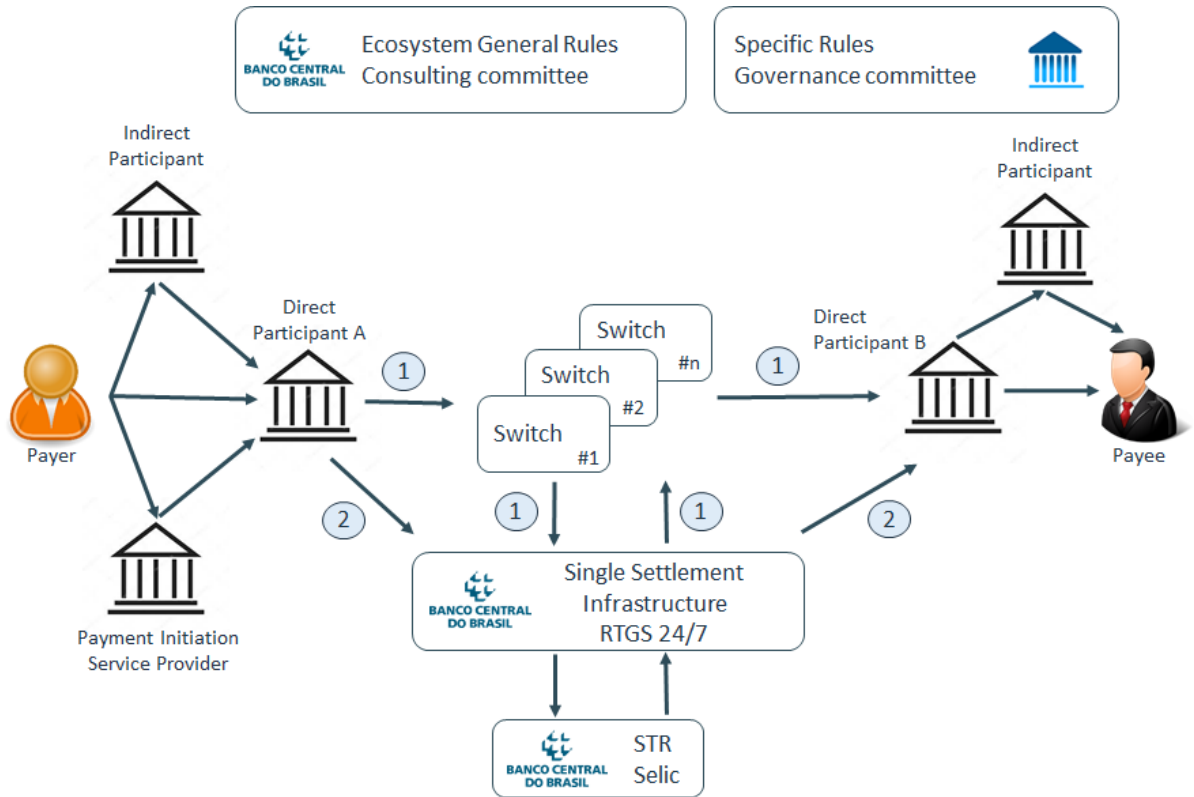 BANCO CENTRAL
DO BRASIL
Ecosystem General Rules
Consulting committee
Specific Rules
Governance committee
Indirect
Participant
Indirect
Participant
Direct
Participant A
Switch
#n
Switch
#2
Switch
#1
Direct
Participant B
1
1
Payer
Payee
2
1
1
2
BANCO CENTRAL
DO BRASIL
Single Settlement
Infrastructure
RTGS 24/7
Payment Initiation
Service Provider
BANCO CENTRAL
DO BRASIL
STR
Selic